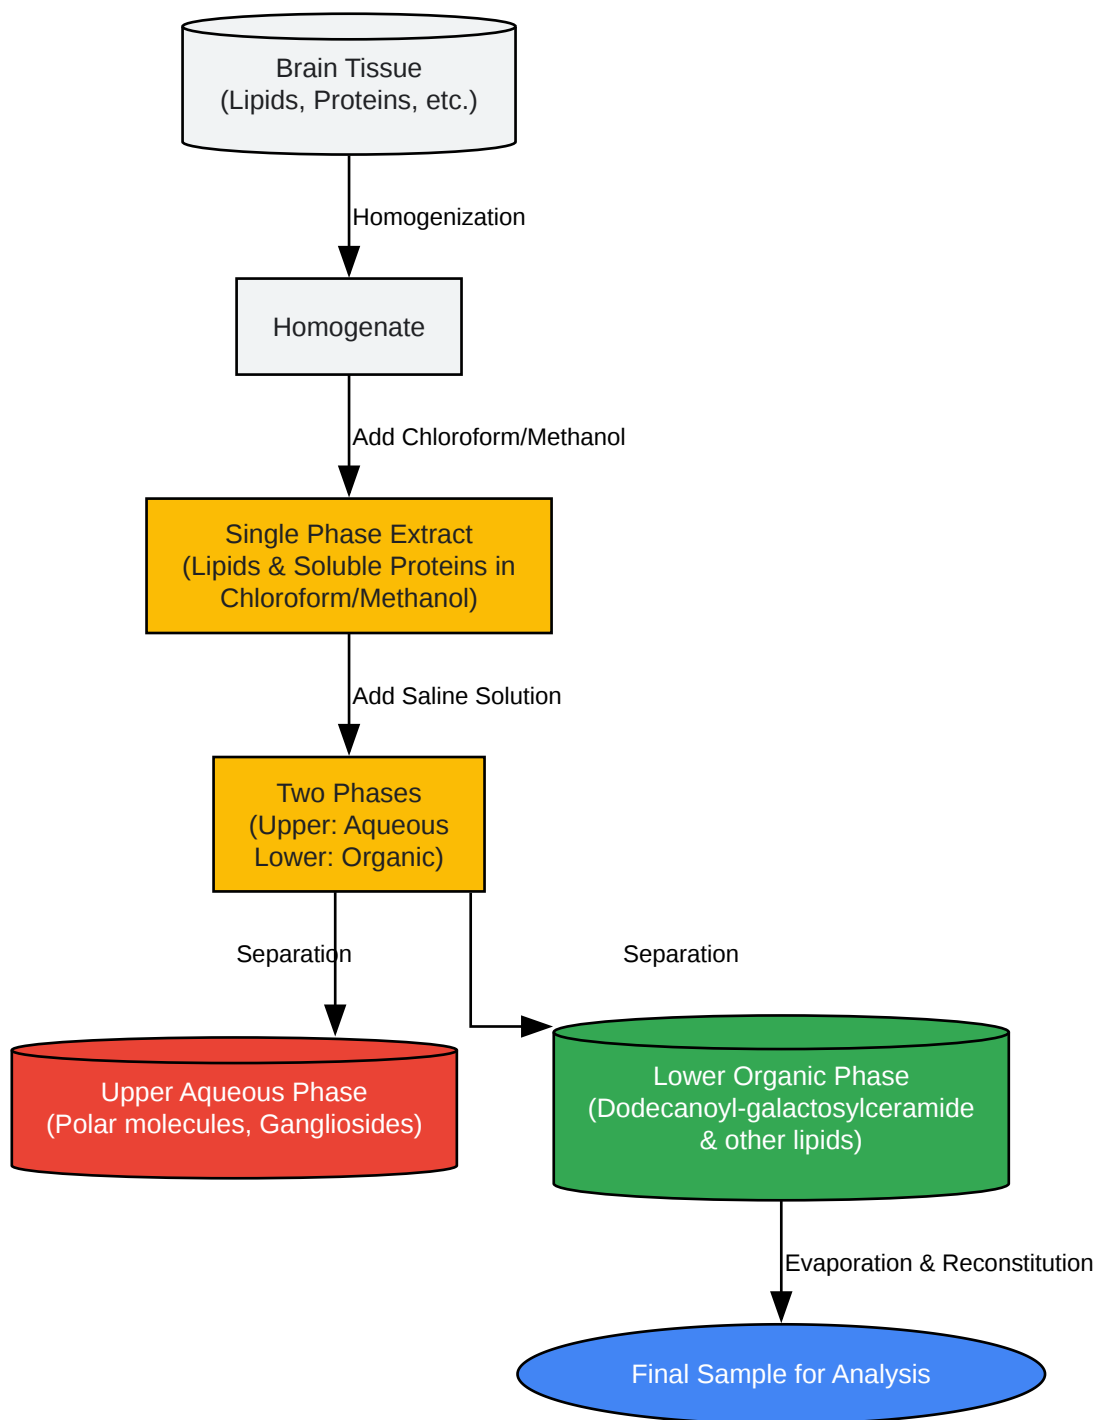 Brain Tissue
(Lipids, Proteins, etc.)
Homogenization
Homogenate
Add Chloroform/Methanol
Single Phase Extract
(Lipids & Soluble Proteins in
Chloroform/Methanol)
Add Saline Solution
Two Phases
(Upper: Aqueous
Lower: Organic)
Separation
Separation
Upper Aqueous Phase
(Polar molecules, Gangliosides)
Lower Organic Phase
(Dodecanoyl-galactosylceramide
& other lipids)
Evaporation & Reconstitution
Final Sample for Analysis